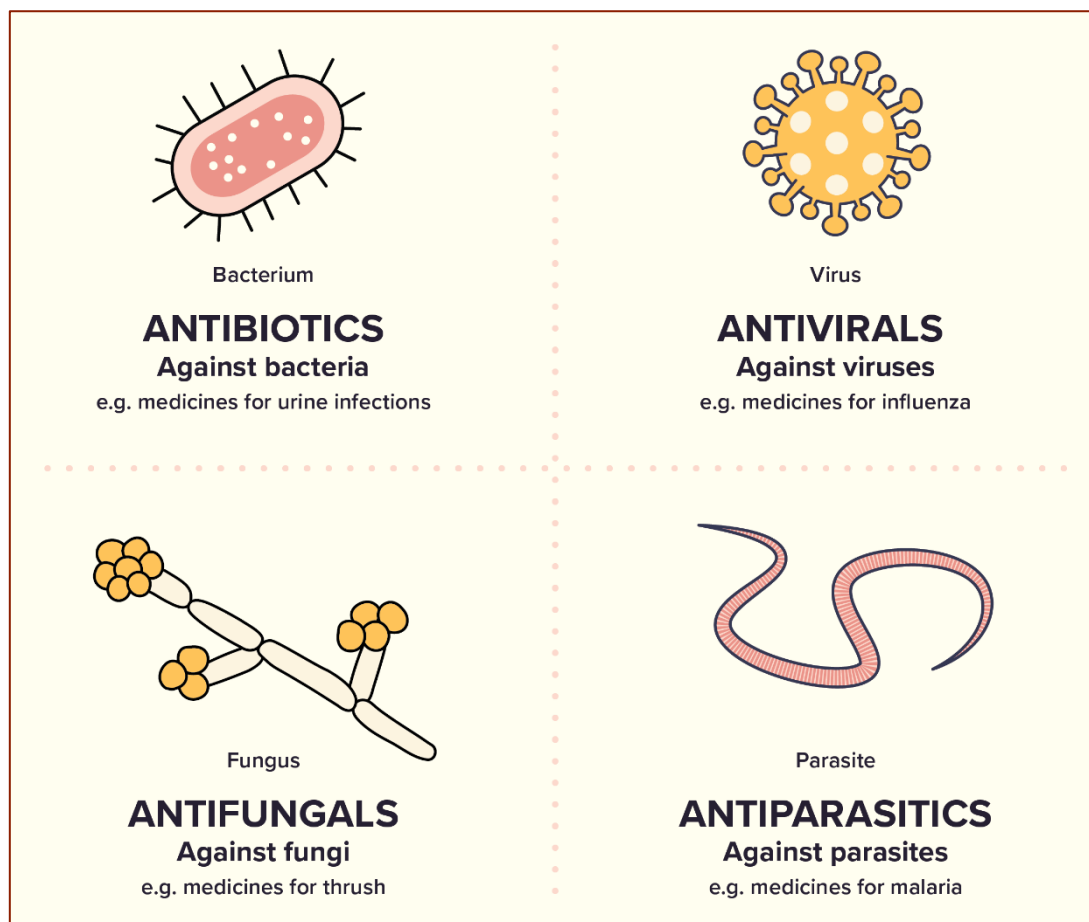 Bacterium
ANTIBIOTICS
Against bacteria
e.g. medicines for urine infections
Virus
ANTIVIRALS
Against viruses
e.g. medicines for influenza
Fungus
ANTIFUNGALS
Against fungi
e.g. medicines for thrush
Parasite
ANTIPARASITICS
Against parasites
e.g. medicines for malaria